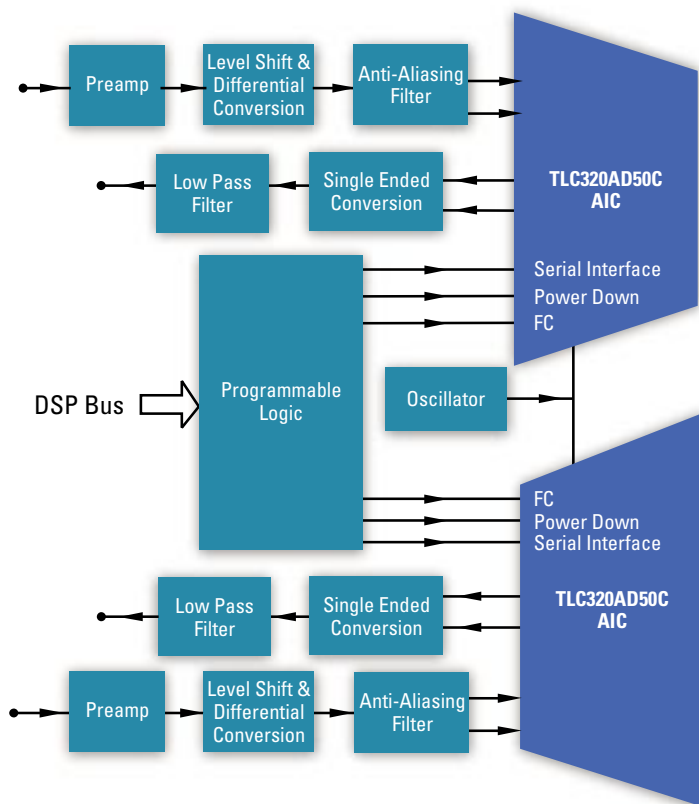 Preamp
Level Shift &
Differential
Conversion
Anti-Aliasing
Filter
TLC320AD50C
AIC
Low Pass
Filter
Single Ended
Conversion
Serial Interface
Power Down
FC
DSP Bus
Programmable
Logic
Oscillator
FC
Power Down
Serial Interface
Low Pass
Filter
Single Ended
Conversion
TLC320AD50C
AIC
Preamp
Level Shift &
Differential
Conversion
Anti-Aliasing
Filter